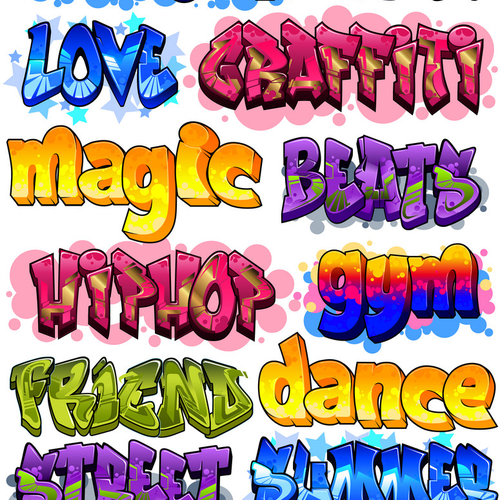 LOVE GRAFFITI
magic BEATS
HIPHOP gym
FRIEND dance
STREET SUMMER